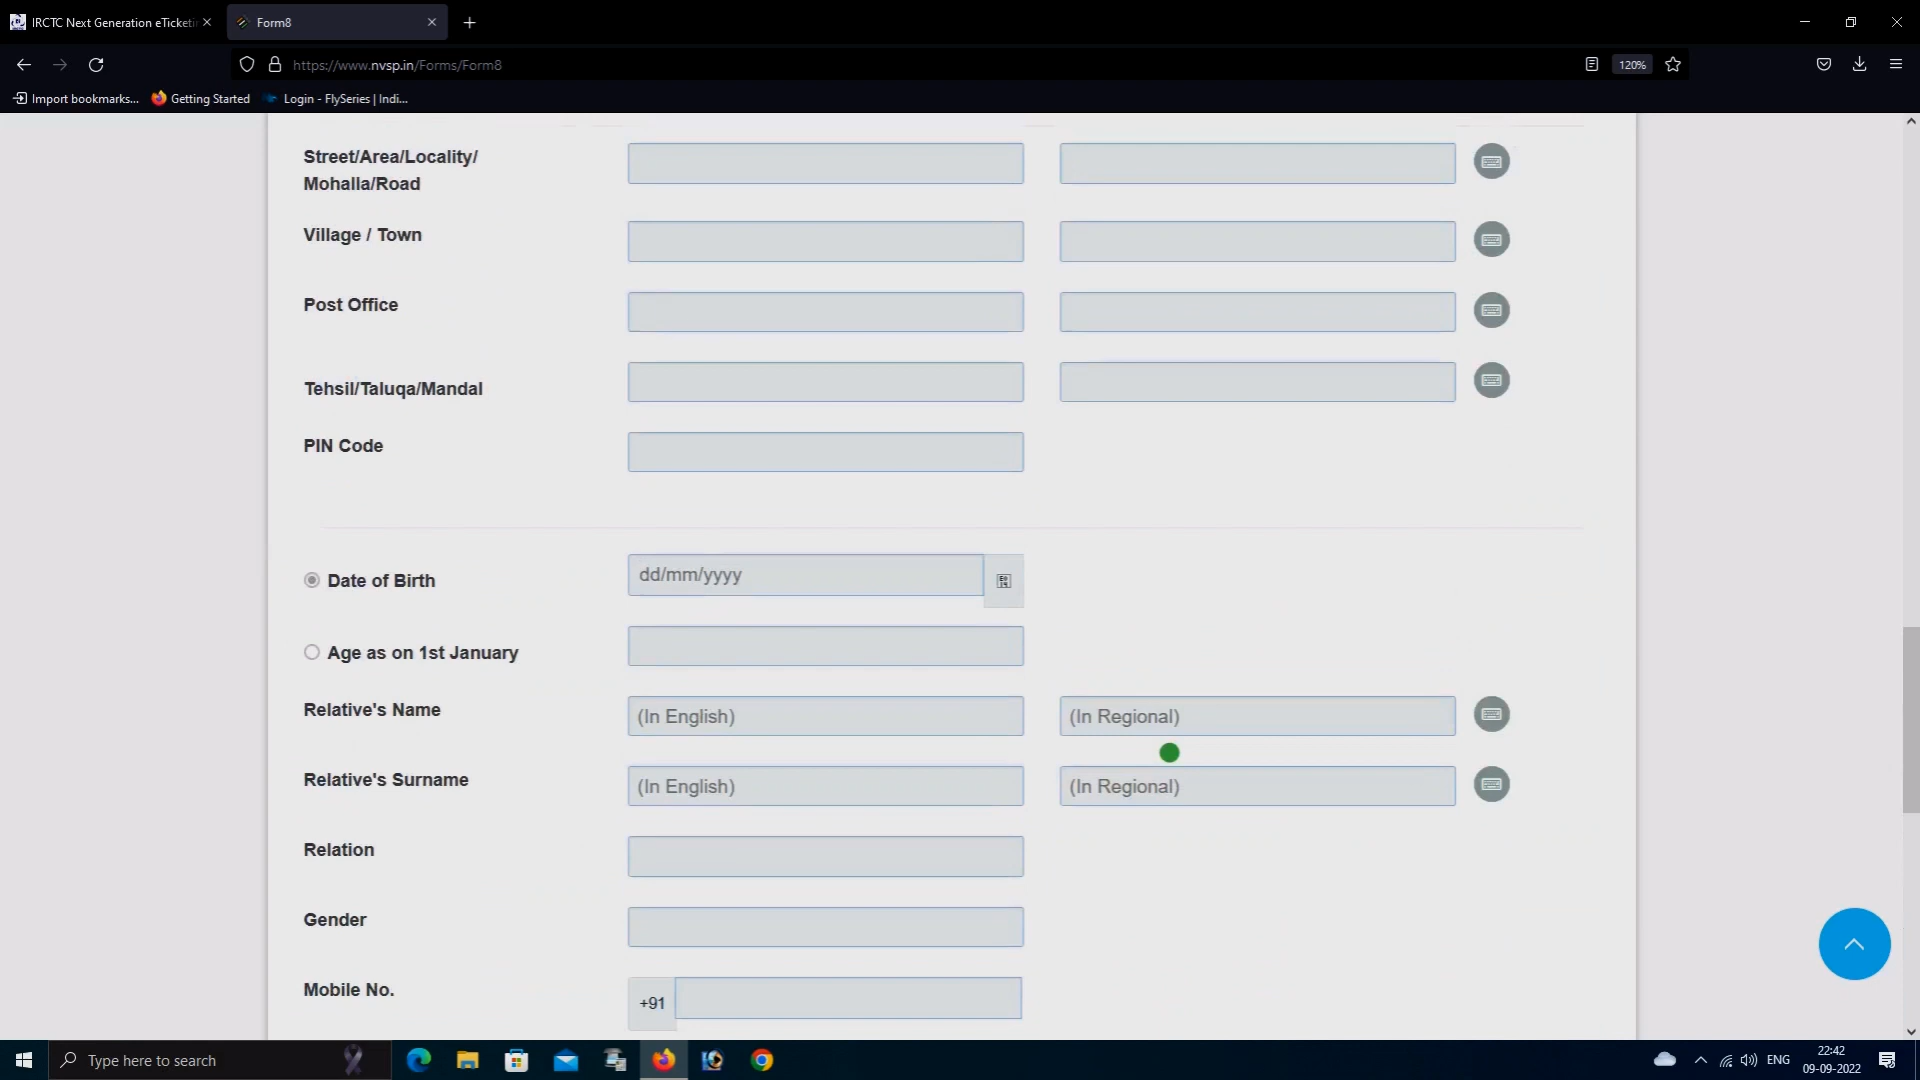 IRCTC Next Generation eTicketin
Form8
https://www.nvsp.in/Forms/Form8
120%
Import bookmarks...
Getting Started
Login - FlySeries | Indi...
Street/Area/Locality/
Mohalla/Road
Village / Town
Post Office
Tehsil/Taluqa/Mandal
PIN Code
Date of Birth
dd/mm/yyyy
Age as on 1st January
Relative's Name
(In English)
(In Regional)
Relative's Surname
(In English)
(In Regional)
Relation
Gender
Mobile No.
+91
Type here to search
ENG
22:42
09-09-2022